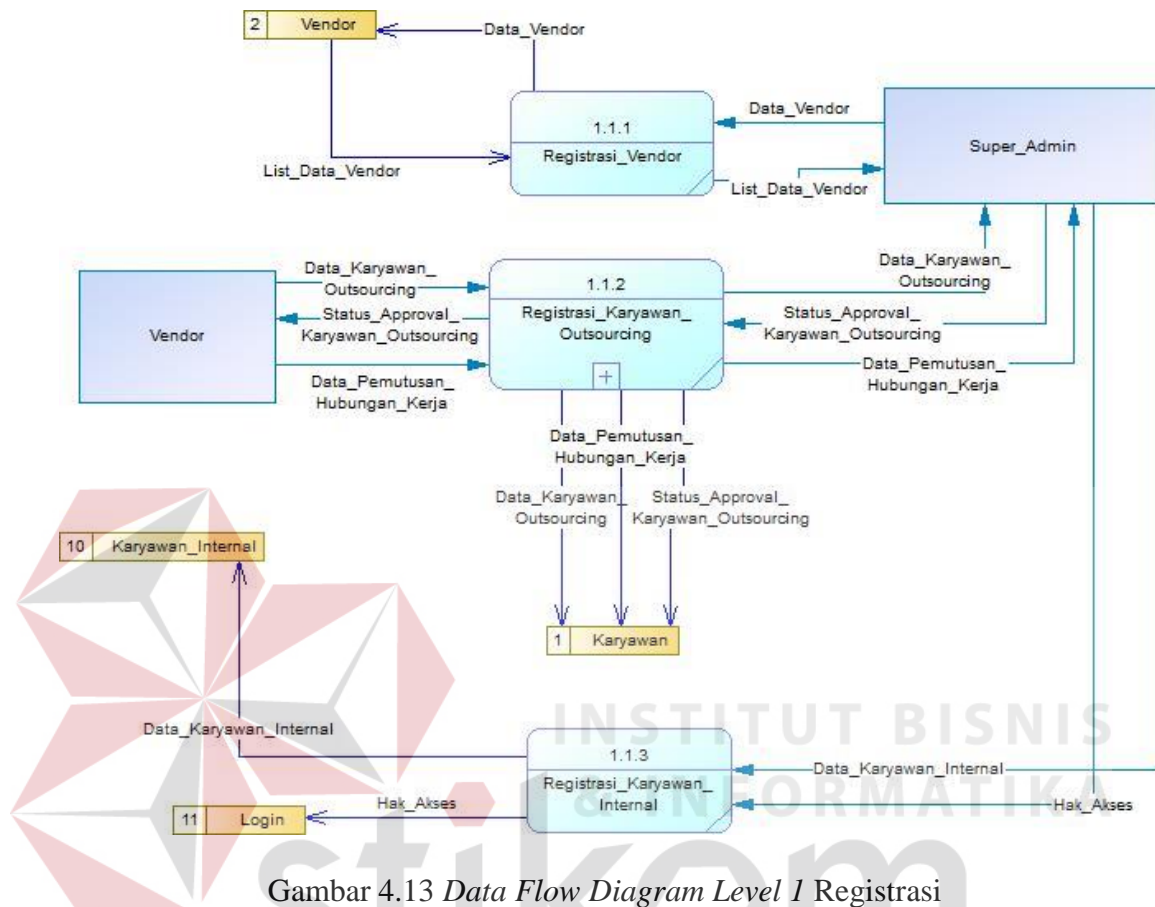 2 Vendor
Data_Vendor
1.1.1
Registrasi_Vendor
Data_Vendor
Super_Admin
List_Data_Vendor
List_Data_Vendor
Vendor
Data_Karyawan_
Outsourcing
Status_Approval_
Karyawan_Outsourcing
Data_Pemutusan_
Hubungan_Kerja
1.1.2
Registrasi_Karyawan_
Outsourcing
+
Data_Karyawan_
Outsourcing
Status_Approval_
Karyawan_Outsourcing
Data_Pemutusan_
Hubungan_Kerja
Data_Pemutusan_
Hubungan_Kerja
Data_Karyawan_
Outsourcing
Status_Approval_
Karyawan_Outsourcing
10 Karyawan_Internal
1 Karyawan
Data_Karyawan_Internal
INSTITUT BISNIS
& INFORMATIKA
1.1.3
Registrasi_Karyawan_
Internal
Data_Karyawan_Internal
Hak_Akses
Hak_Akses
11 Login
stikom
Gambar 4.13 Data Flow Diagram Level 1 Registrasi